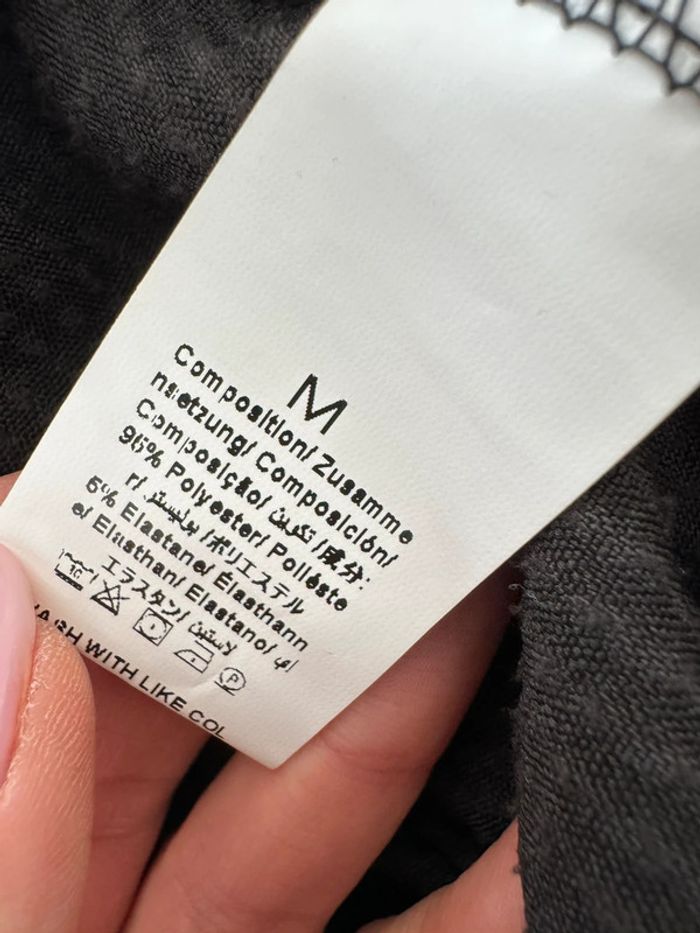 M
Composition/ Zusamme
nsetzung/ Composición/
Composição/ تكوين /成分:
95% Polyester/ Poliéste
r/ بوليستر /ポリエステル
5% Elastane/ Élasthann
e/ Elasthan/ Elastano/
エラスタン/
P
WASH WITH LIKE COL